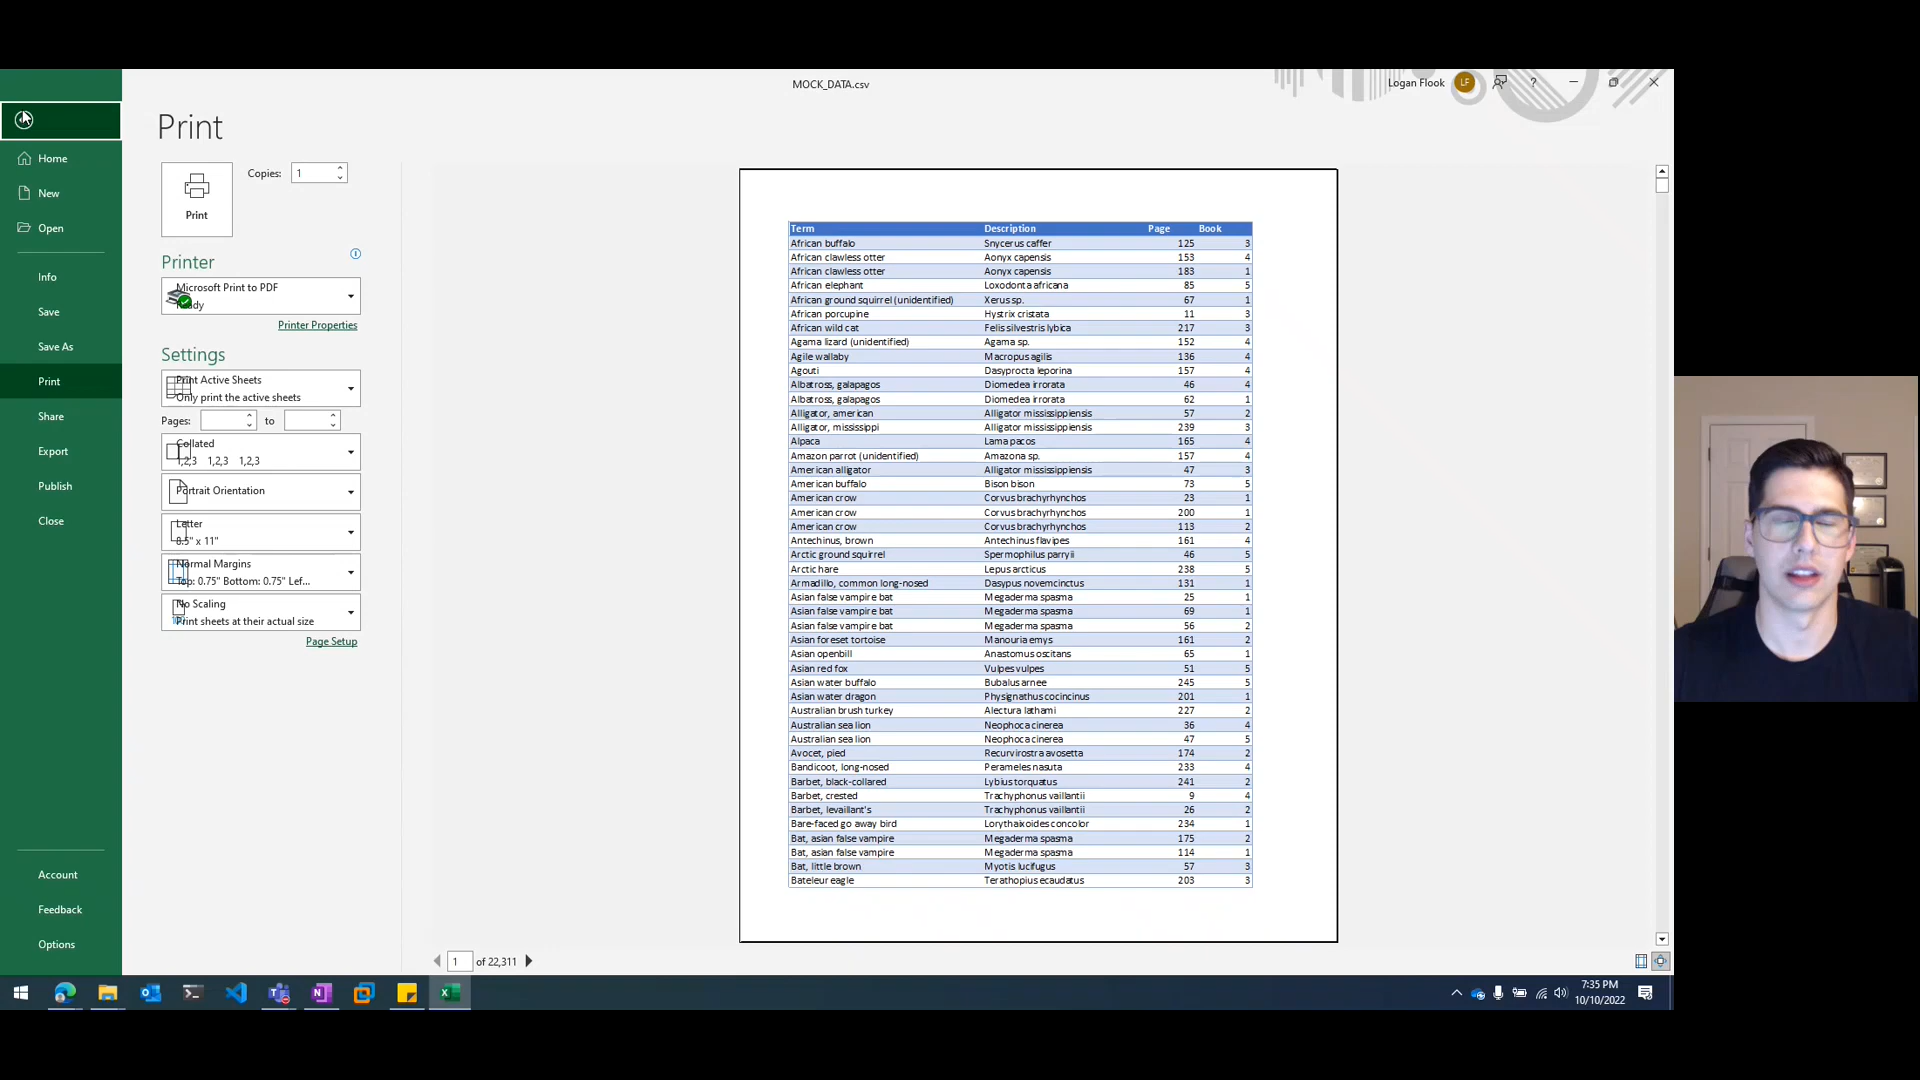 MOCK_DATA.csv
Logan Flook
LF
?
Home
New
Open
Info
Save
Save As
Print
Share
Export
Publish
Close
Account
Feedback
Options
Print
Print
Copies: 1
Printer
Microsoft Print to PDF
Ready
Printer Properties
Settings
Print Active Sheets
Only print the active sheets
Pages: to
Collated
1,2,3 1,2,3 1,2,3
Portrait Orientation
Letter
8.5" x 11"
Normal Margins
Top: 0.75" Bottom: 0.75" Lef...
No Scaling
Print sheets at their actual size
Page Setup
Term Description Page Book
African buffalo Snycerus caffer 125 3
African clawless otter Aonyx capensis 153 4
African clawless otter Aonyx capensis 183 1
African elephant Loxodonta africana 85 5
African ground squirrel (unidentified) Xerus sp. 67 1
African porcupine Hystrix cristata 11 3
African wild cat Felis silvestris lybica 217 3
Agama lizard (unidentified) Agama sp. 152 4
Agile wallaby Macropus agilis 136 4
Agouti Dasyprocta leporina 157 4
Albatross, galapagos Diomedea irrorata 46 4
Albatross, galapagos Diomedea irrorata 62 1
Alligator, american Alligator mississippiensis 57 2
Alligator, mississippi Alligator mississippiensis 239 3
Alpaca Lama pacos 165 4
Amazon parrot (unidentified) Amazona sp. 157 4
American alligator Alligator mississippiensis 47 3
American buffalo Bison bison 73 5
American crow Corvus brachyrhynchos 23 1
American crow Corvus brachyrhynchos 200 1
American crow Corvus brachyrhynchos 113 2
Antechinus, brown Antechinus flavipes 161 4
Arctic ground squirrel Spermophilus parryii 46 5
Arctic hare Lepus arcticus 238 5
Armadillo, common long-nosed Dasypus novemcinctus 131 1
Asian false vampire bat Megaderma spasma 25 1
Asian false vampire bat Megaderma spasma 69 1
Asian false vampire bat Megaderma spasma 56 2
Asian foreset tortoise Manouria emys 161 2
Asian openbill Anastomus oscitans 65 1
Asian red fox Vulpes vulpes 51 5
Asian water buffalo Bubalus arnee 245 5
Asian water dragon Physignathus cocincinus 201 1
Australian brush turkey Alectura lathami 227 2
Australian sea lion Neophoca cinerea 36 4
Australian sea lion Neophoca cinerea 47 5
Avocet, pied Recurvirostra avosetta 174 2
Bandicoot, long-nosed Perameles nasuta 233 4
Barbet, black-collared Lybius torquatus 241 2
Barbet, crested Trachyphonus vaillantii 9 4
Barbet, levaillant's Trachyphonus vaillantii 26 2
Bare-faced go away bird Lorythaixoides concolor 234 1
Bat, asian false vampire Megaderma spasma 175 2
Bat, asian false vampire Megaderma spasma 114 1
Bat, little brown Myotis lucifugus 57 3
Bateleur eagle Terathopius ecaudatus 203 3
1 of 22,311
7:35 PM
10/10/2022